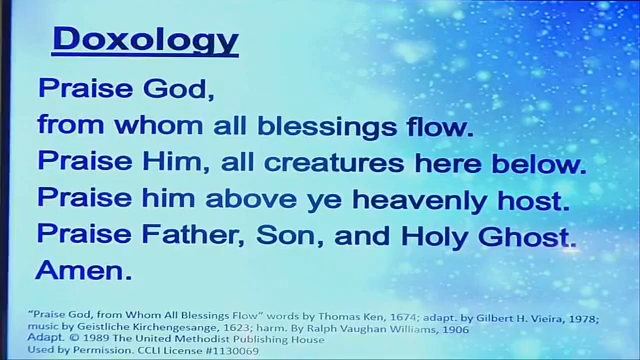 Doxology
Praise God,
from whom all blessings flow.
Praise Him, all creatures here below.
Praise him above ye heavenly host.
Praise Father, Son, and Holy Ghost.
Amen.
"Praise God, from Whom All Blessings Flow" words by Thomas Ken, 1674; adapt. by Gilbert H. Vieira, 1978;
music by Geistliche Kirchengesange, 1623; harm. By Ralph Vaughan Williams, 1906
Adapt. © 1989 The United Methodist Publishing House
Used by Permission. CCLI License #1130069